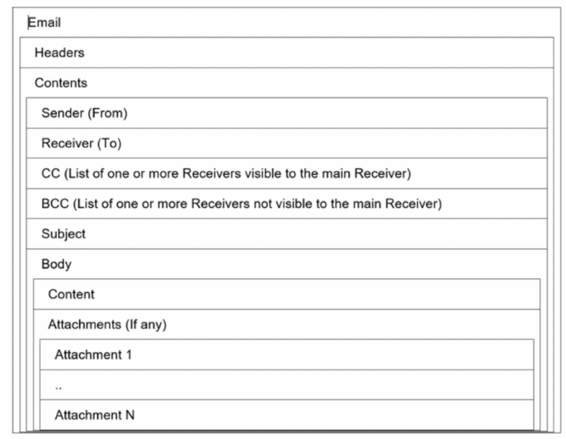 Email
Headers
Contents
Sender (From)
Receiver (To)
CC (List of one or more Receivers visible to the main Receiver)
BCC (List of one or more Receivers not visible to the main Receiver)
Subject
Body
Content
Attachments (If any)
Attachment 1
..
Attachment N